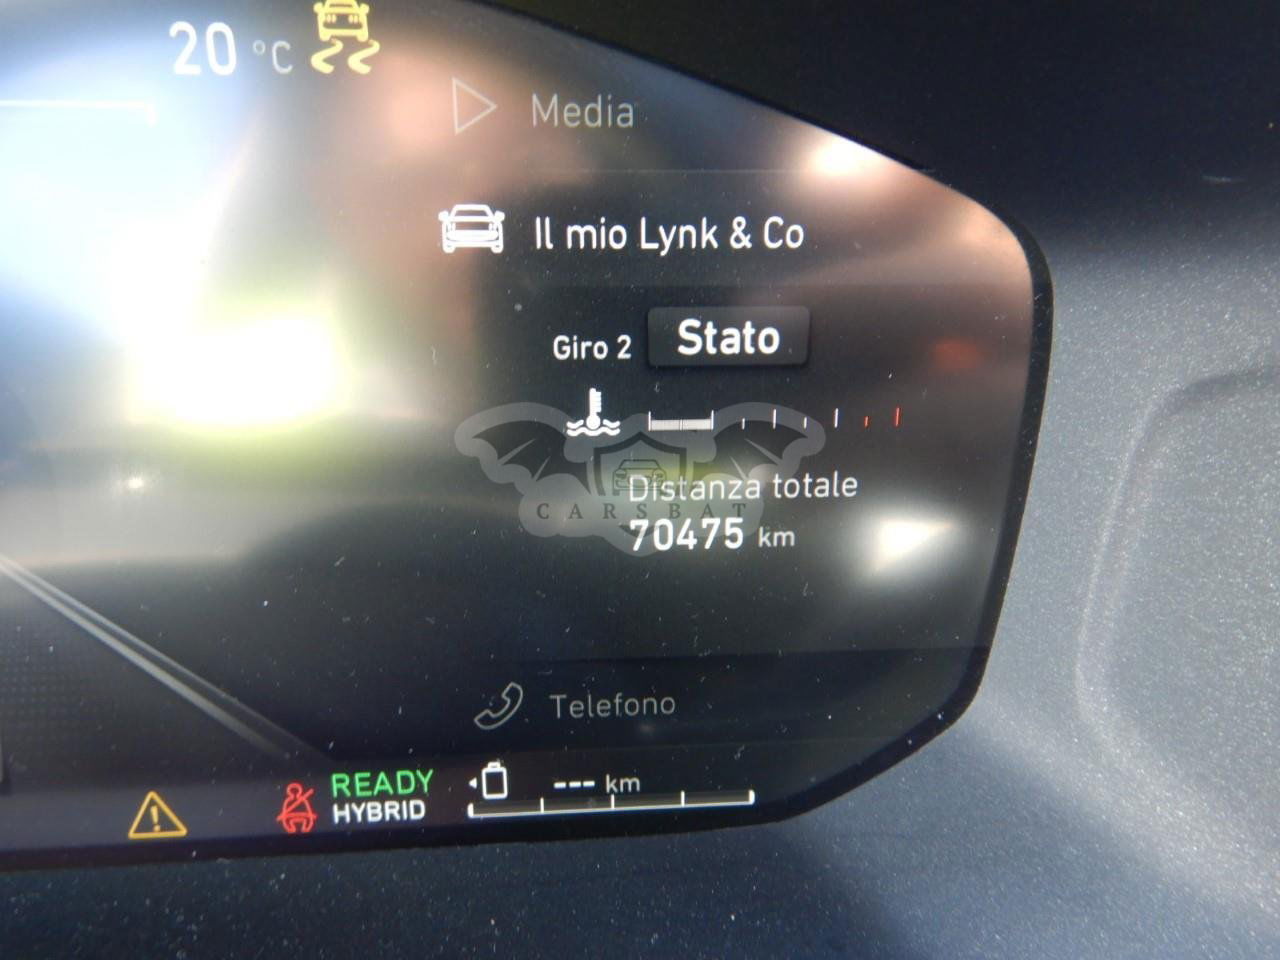 20 °C
Media
Il mio Lynk & Co
Giro 2 Stato
Distanza totale
CARSBAT
70475 km
Telefono
READY
HYBRID
--- km